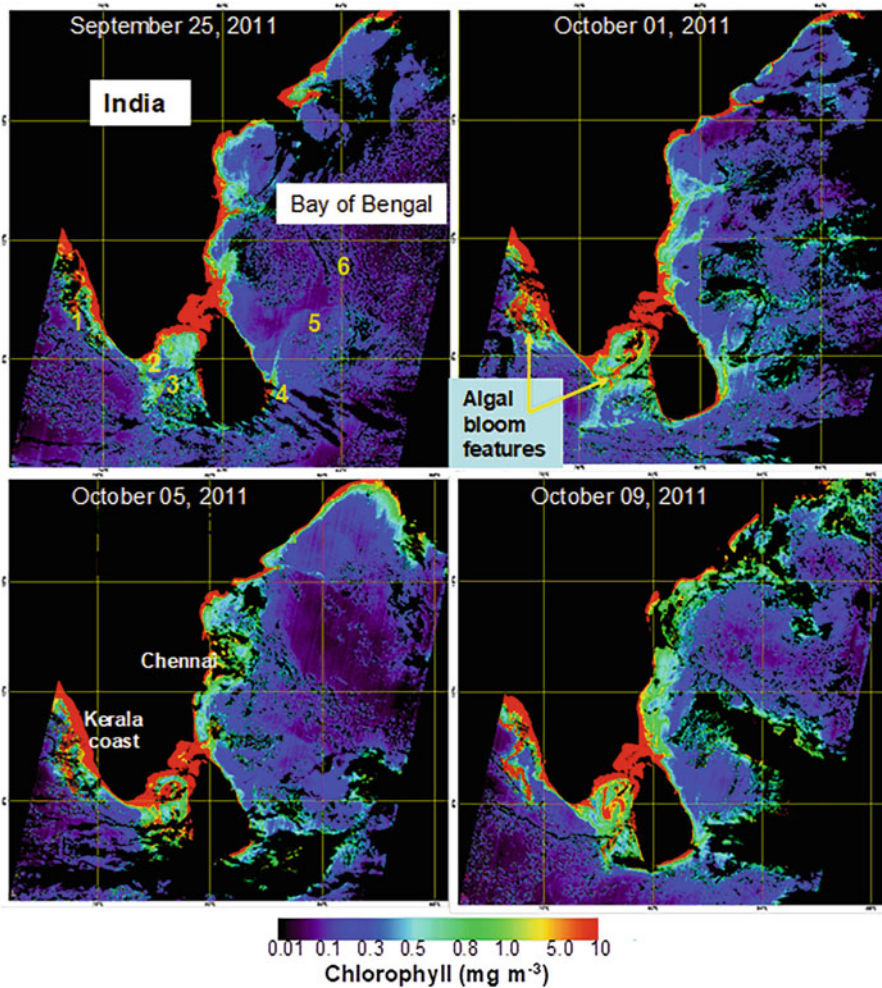 September 25, 2011
India
Bay of Bengal
6
5
1
2
3
4
October 01, 2011
Algal
bloom
features
October 05, 2011
Chennai
Kerala
coast
October 09, 2011
0.01 0.1 0.3 0.5 0.8 1.0 5.0 10
Chlorophyll (mg m⁻³)